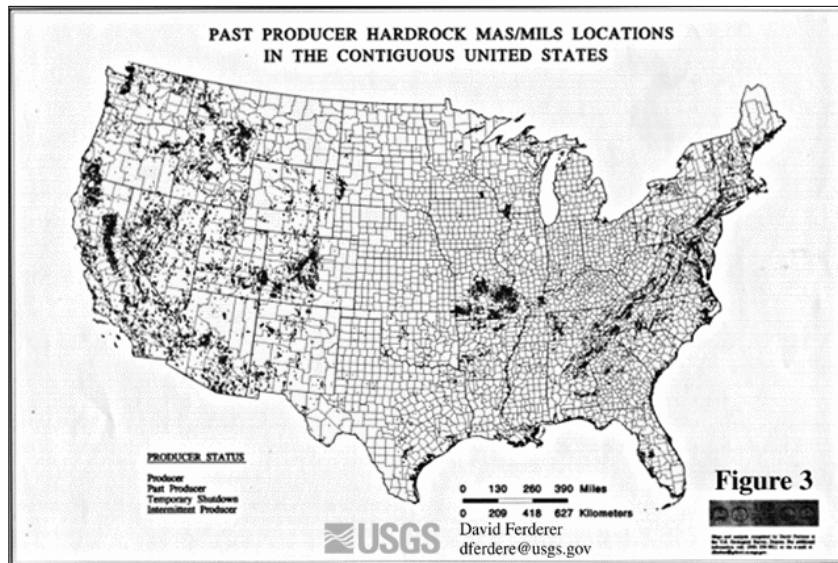 PAST PRODUCER HARDROCK MAS/MILS LOCATIONS
IN THE CONTIGUOUS UNITED STATES
PRODUCER STATUS
Producer
Past Producer
Temporary Shutdown
Intermittent Producer
0 130 260 390 Miles
0 209 418 627 Kilometers
USGS
David Ferderer
dferdere@usgs.gov
Figure 3